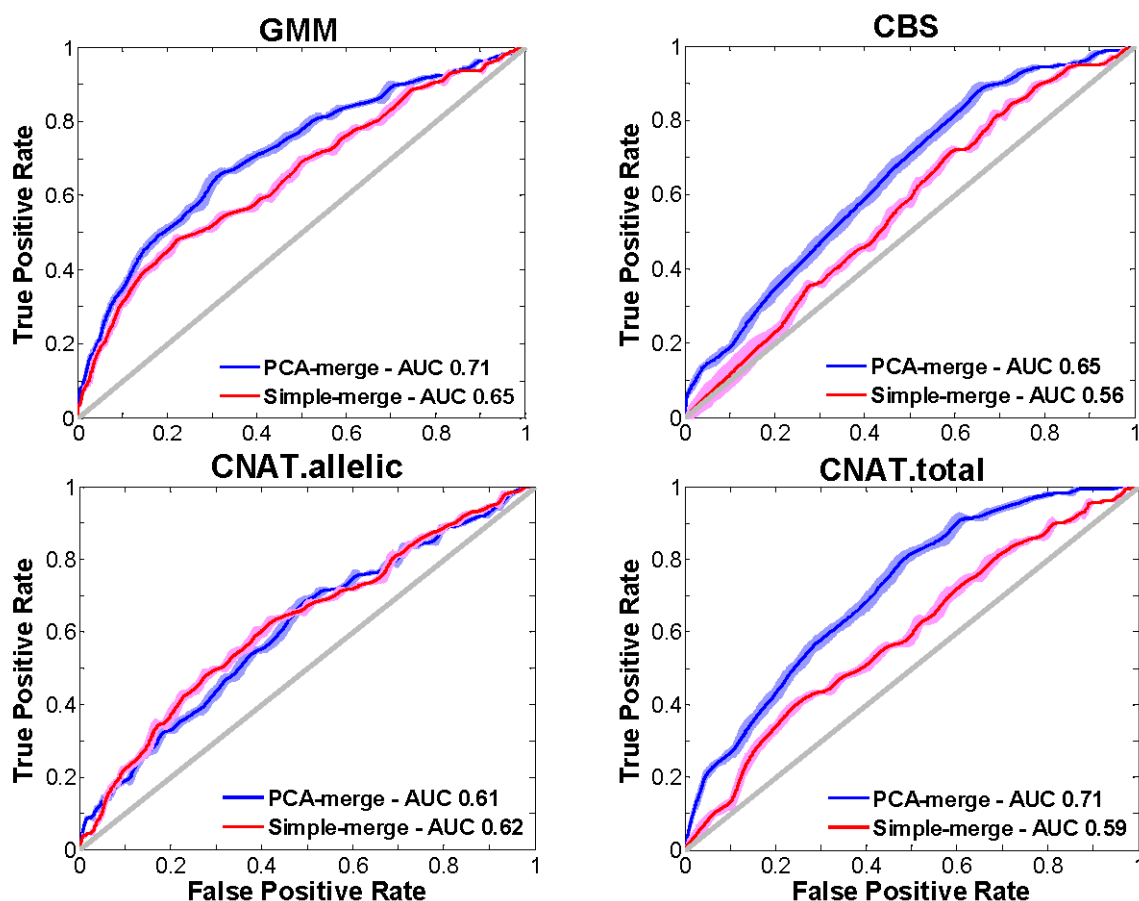 GMM
True Positive Rate
1
0.8
0.6
0.4
0.2
0
0 0.2 0.4 0.6 0.8 1
PCA-merge - AUC 0.71
Simple-merge - AUC 0.65
CBS
True Positive Rate
1
0.8
0.6
0.4
0.2
0
0 0.2 0.4 0.6 0.8 1
PCA-merge - AUC 0.65
Simple-merge - AUC 0.56
CNAT.allelic
True Positive Rate
1
0.8
0.6
0.4
0.2
0
0 0.2 0.4 0.6 0.8 1
PCA-merge - AUC 0.61
Simple-merge - AUC 0.62
False Positive Rate
CNAT.total
True Positive Rate
1
0.8
0.6
0.4
0.2
0
0 0.2 0.4 0.6 0.8 1
PCA-merge - AUC 0.71
Simple-merge - AUC 0.59
False Positive Rate